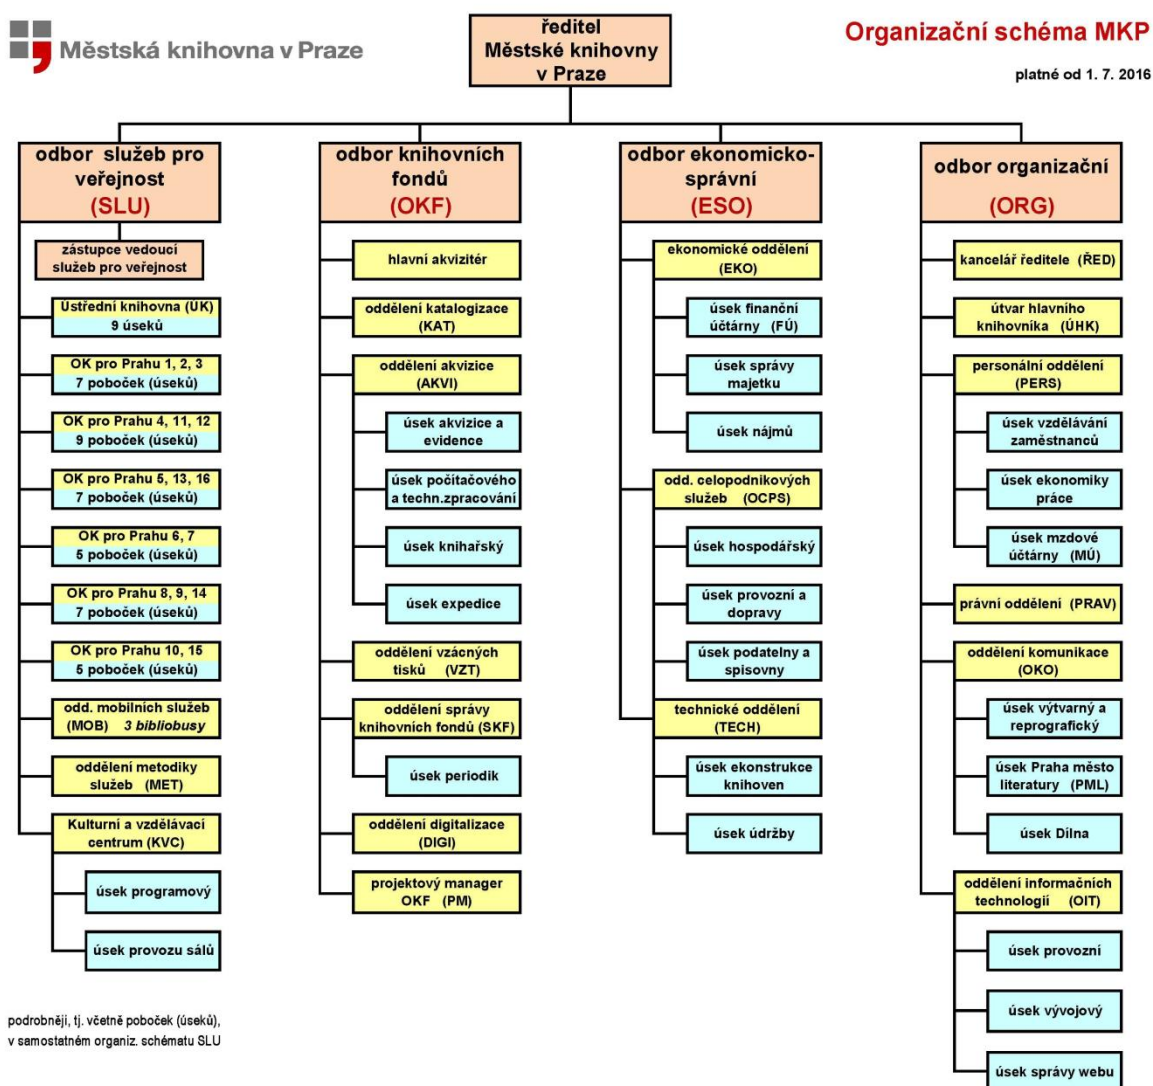 Městská knihovna v Praze
ředitel
Městské knihovny
v Praze
Organizační schéma MKP
platné od 1. 7. 2016
odbor služeb pro
veřejnost
(SLU)
zástupce vedoucí
služeb pro veřejnost
Ústřední knihovna (ÚK)
9 úseků
OK pro Prahu 1, 2, 3
7 poboček (úseků)
OK pro Prahu 4, 11, 12
9 poboček (úseků)
OK pro Prahu 5, 13, 16
7 poboček (úseků)
OK pro Prahu 6, 7
5 poboček (úseků)
OK pro Prahu 8, 9, 14
7 poboček (úseků)
OK pro Prahu 10, 15
5 poboček (úseků)
odd. mobilních služeb
(MOB) 3 bibliobusy
oddělení metodiky
služeb (MET)
Kulturní a vzdělávací
centrum (KVC)
úsek programový
úsek provozu sálů
odbor knihovních
fondů
(OKF)
hlavní akvizitér
oddělení katalogizace
(KAT)
oddělení akvizice
(AKVI)
úsek akvizice a
evidence
úsek počítačového
a techn.zpracování
úsek knihařský
úsek expedice
oddělení vzácných
tisků (VZT)
oddělení správy
knihovních fondů (SKF)
úsek periodik
oddělení digitalizace
(DIGI)
projektový manager
OKF (PM)
odbor ekonomicko-
správní
(ESO)
ekonomické oddělení
(EKO)
úsek finanční
účtárny (FÚ)
úsek správy
majetku
úsek nájmů
odd. celopodnikových
služeb (OCPS)
úsek hospodářský
úsek provozní a
dopravy
úsek podatelny a
spisovny
technické oddělení
(TECH)
úsek ekonstrukce
knihoven
úsek údržby
odbor organizační
(ORG)
kancelář ředitele (ŘED)
útvar hlavního
knihovníka (ÚHK)
personální oddělení
(PERS)
úsek vzdělávání
zaměstnanců
úsek ekonomiky
práce
úsek mzdové
účtárny (MÚ)
právní oddělení (PRAV)
oddělení komunikace
(OKO)
úsek výtvarný a
reprografický
úsek Praha město
literatury (PML)
úsek Dílna
oddělení informačních
technologií (OIT)
úsek provozní
úsek vývojový
úsek správy webu
podrobněji, tj. včetně poboček (úseků),
v samostatném organiz. schématu SLU